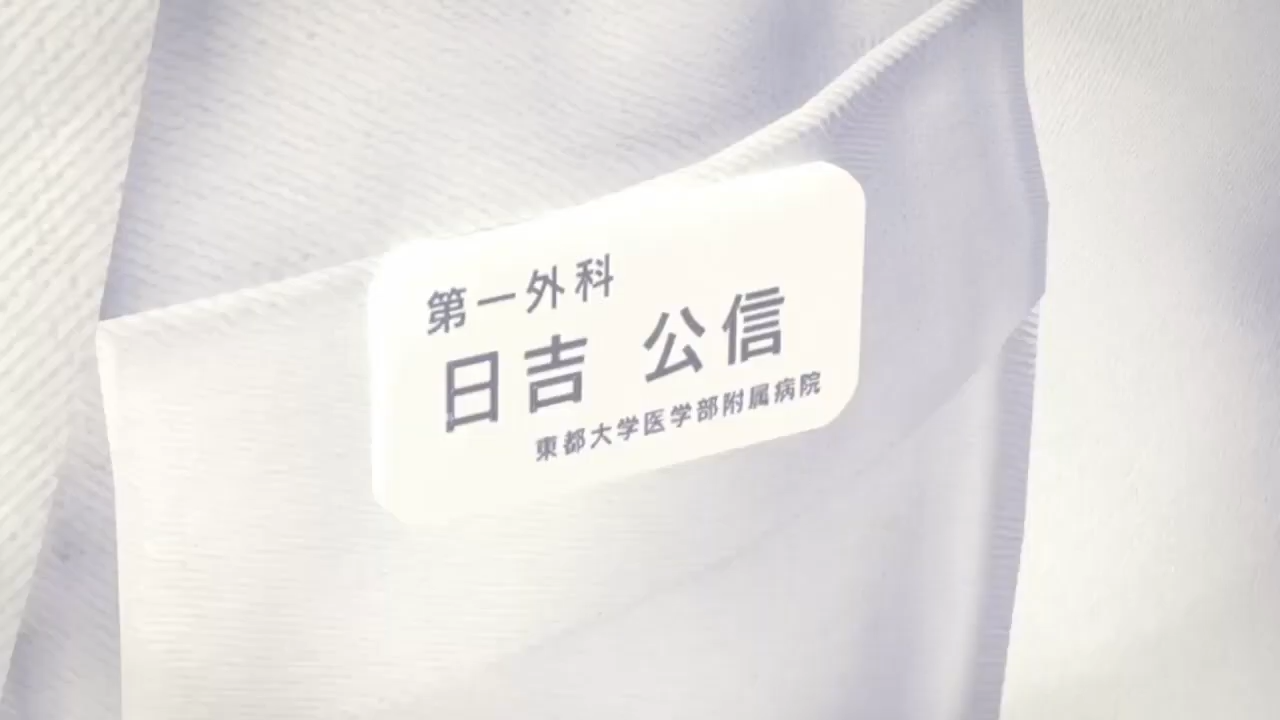 第一外科
日吉 公信
東都大学医学部附属病院